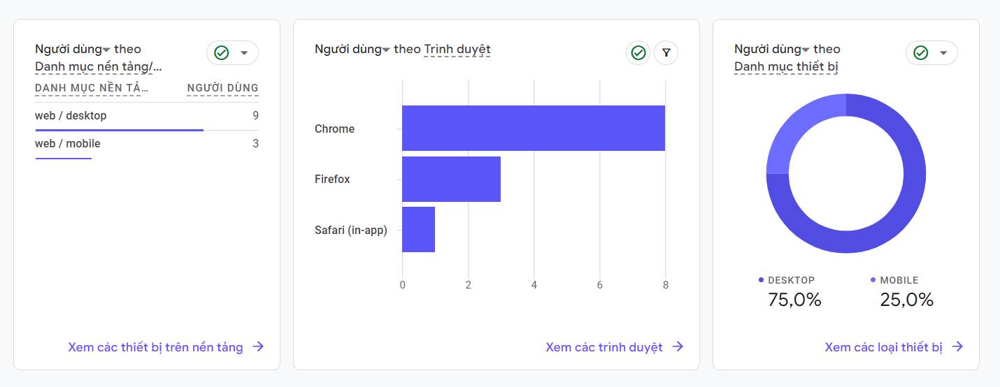 Người dùng theo
Danh mục nền tảng/...
DANH MỤC NỀN TẢ... NGƯỜI DÙNG
web / desktop 9
web / mobile 3
Xem các thiết bị trên nền tảng
Người dùng theo Trình duyệt
Chrome
Firefox
Safari (in-app)
0 2 4 6 8
Xem các trình duyệt
Người dùng theo
Danh mục thiết bị
DESKTOP MOBILE
75,0% 25,0%
Xem các loại thiết bị